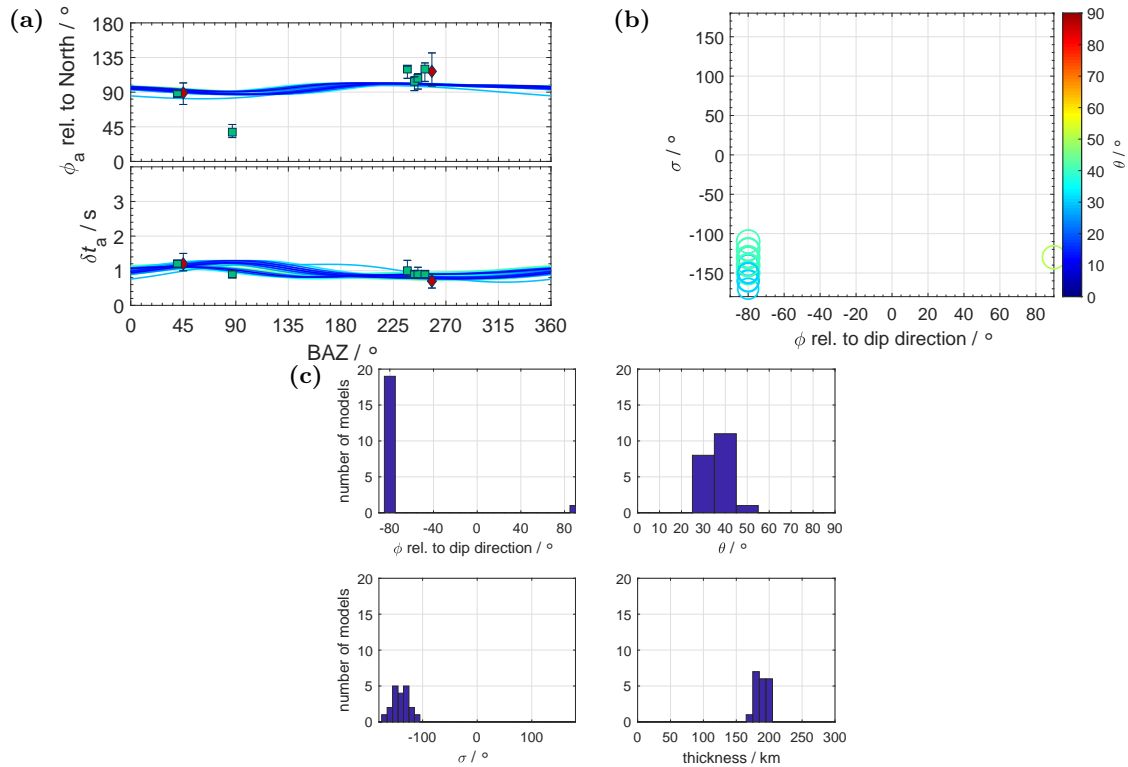 (a)
ϕa rel. to North / °
180
135
90
45
0
δta / s
3
2
1
0
0 45 90 135 180 225 270 315 360
BAZ / °
(b)
σ / °
150
100
50
0
-50
-100
-150
-80 -60 -40 -20 0 20 40 60 80
ϕ rel. to dip direction / °
90
80
70
60
50
40
30
20
10
0
θ / °
(c)
number of models
20
15
10
5
0
-80 -40 0 40 80
ϕ rel. to dip direction / °
20
15
10
5
0
0 10 20 30 40 50 60 70 80 90
θ / °
number of models
20
15
10
5
0
-100 0 100
σ / °
20
15
10
5
0
0 50 100 150 200 250 300
thickness / km